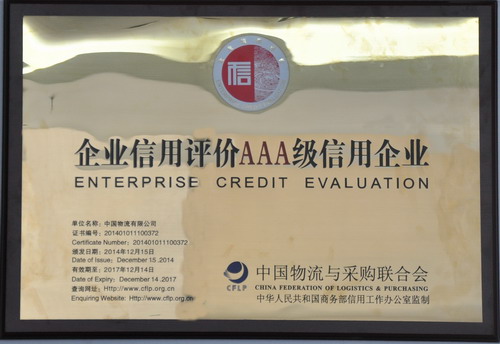 信
企业信用评价AAA级信用企业
ENTERPRISE CREDIT EVALUATION
单位名称：中国物流有限公司
证书编号：201401011100372
Certificate Number：201401011100372
颁发日期：2014年12月15日
Date of Issue：December 15 .2014
有效期至：2017年12月14日
Date of Expiry：December 14 .2017
查询网址：Http://www.cflp.org.cn
Enquiring Website：Http://www.cflp.org.cn
CFLP
中国物流与采购联合会
CHINA FEDERATION OF LOGISTICS & PURCHASING
中华人民共和国商务部信用工作办公室监制